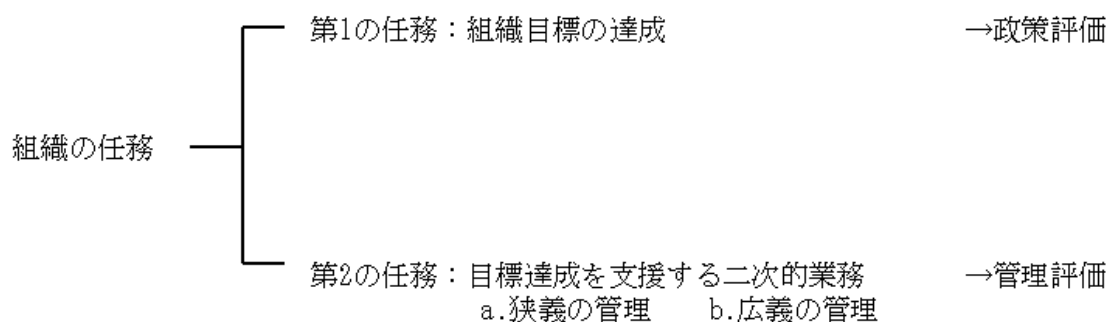 第1の任務：組織目標の達成 →政策評価
組織の任務
第2の任務：目標達成を支援する二次的業務 →管理評価
a.狭義の管理 b.広義の管理